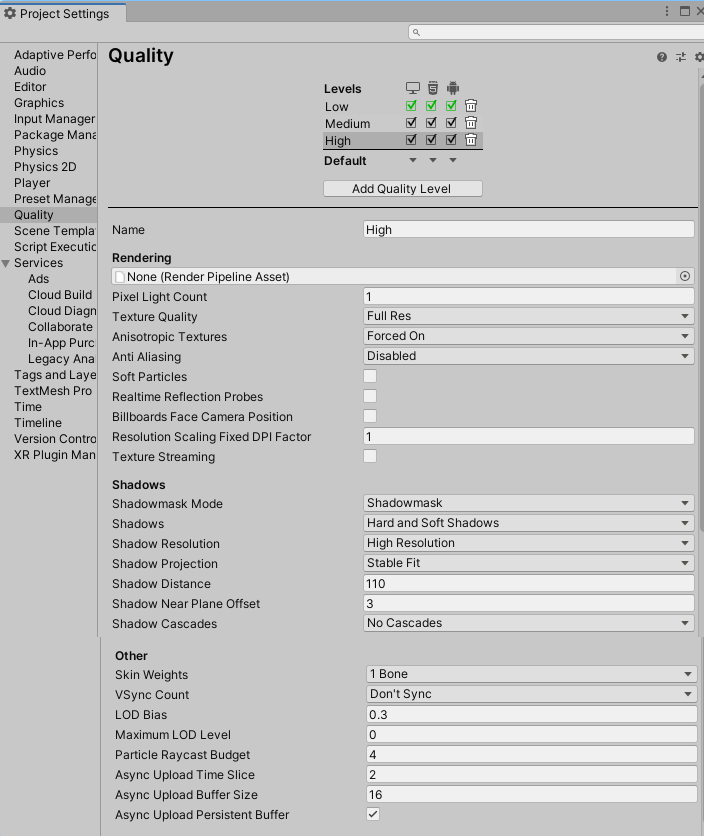 Project Settings
Quality
Adaptive Perfo
Audio
Editor
Graphics
Input Manager
Package Mana
Physics
Physics 2D
Player
Preset Manage
Quality
Scene Templa
Script Executio
Services
Ads
Cloud Build
Cloud Diagn
Collaborate
In-App Purc
Legacy Ana
Tags and Laye
TextMesh Pro
Time
Timeline
Version Contro
XR Plugin Man
Levels
Low
Medium
High
Default
Add Quality Level
Name High
Rendering
None (Render Pipeline Asset)
Pixel Light Count 1
Texture Quality Full Res
Anisotropic Textures Forced On
Anti Aliasing Disabled
Soft Particles
Realtime Reflection Probes
Billboards Face Camera Position
Resolution Scaling Fixed DPI Factor 1
Texture Streaming
Shadows
Shadowmask Mode Shadowmask
Shadows Hard and Soft Shadows
Shadow Resolution High Resolution
Shadow Projection Stable Fit
Shadow Distance 110
Shadow Near Plane Offset 3
Shadow Cascades No Cascades
Other
Skin Weights 1 Bone
VSync Count Don't Sync
LOD Bias 0.3
Maximum LOD Level 0
Particle Raycast Budget 4
Async Upload Time Slice 2
Async Upload Buffer Size 16
Async Upload Persistent Buffer